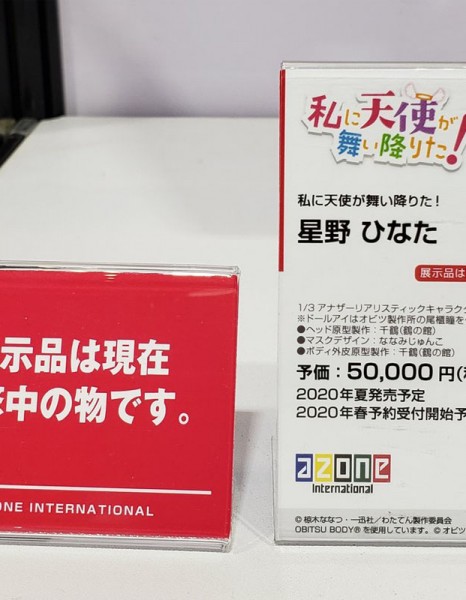 示品は現在
中の物です。
ONE INTERNATIONAL
私に天使が
舞い降りた!
私に天使が舞い降りた!
星野 ひなた
展示品は
1/3 アナザーリアリスティックキャラク
※ドールアイはオビツ製作所の尾櫃瞳を
●ヘッド原型製作：千鶴(鶴の館)
●マスクデザイン：ななみじゅんこ
●ボディ外皮原型製作：千鶴(鶴の館)
予価：50,000円
2020年夏発売予定
2020年春予約受付開始予
azone
international
© 椋木ななつ・一迅社／わたてん製作委員会
OBITSU BODY® を使用しています。© オビツ